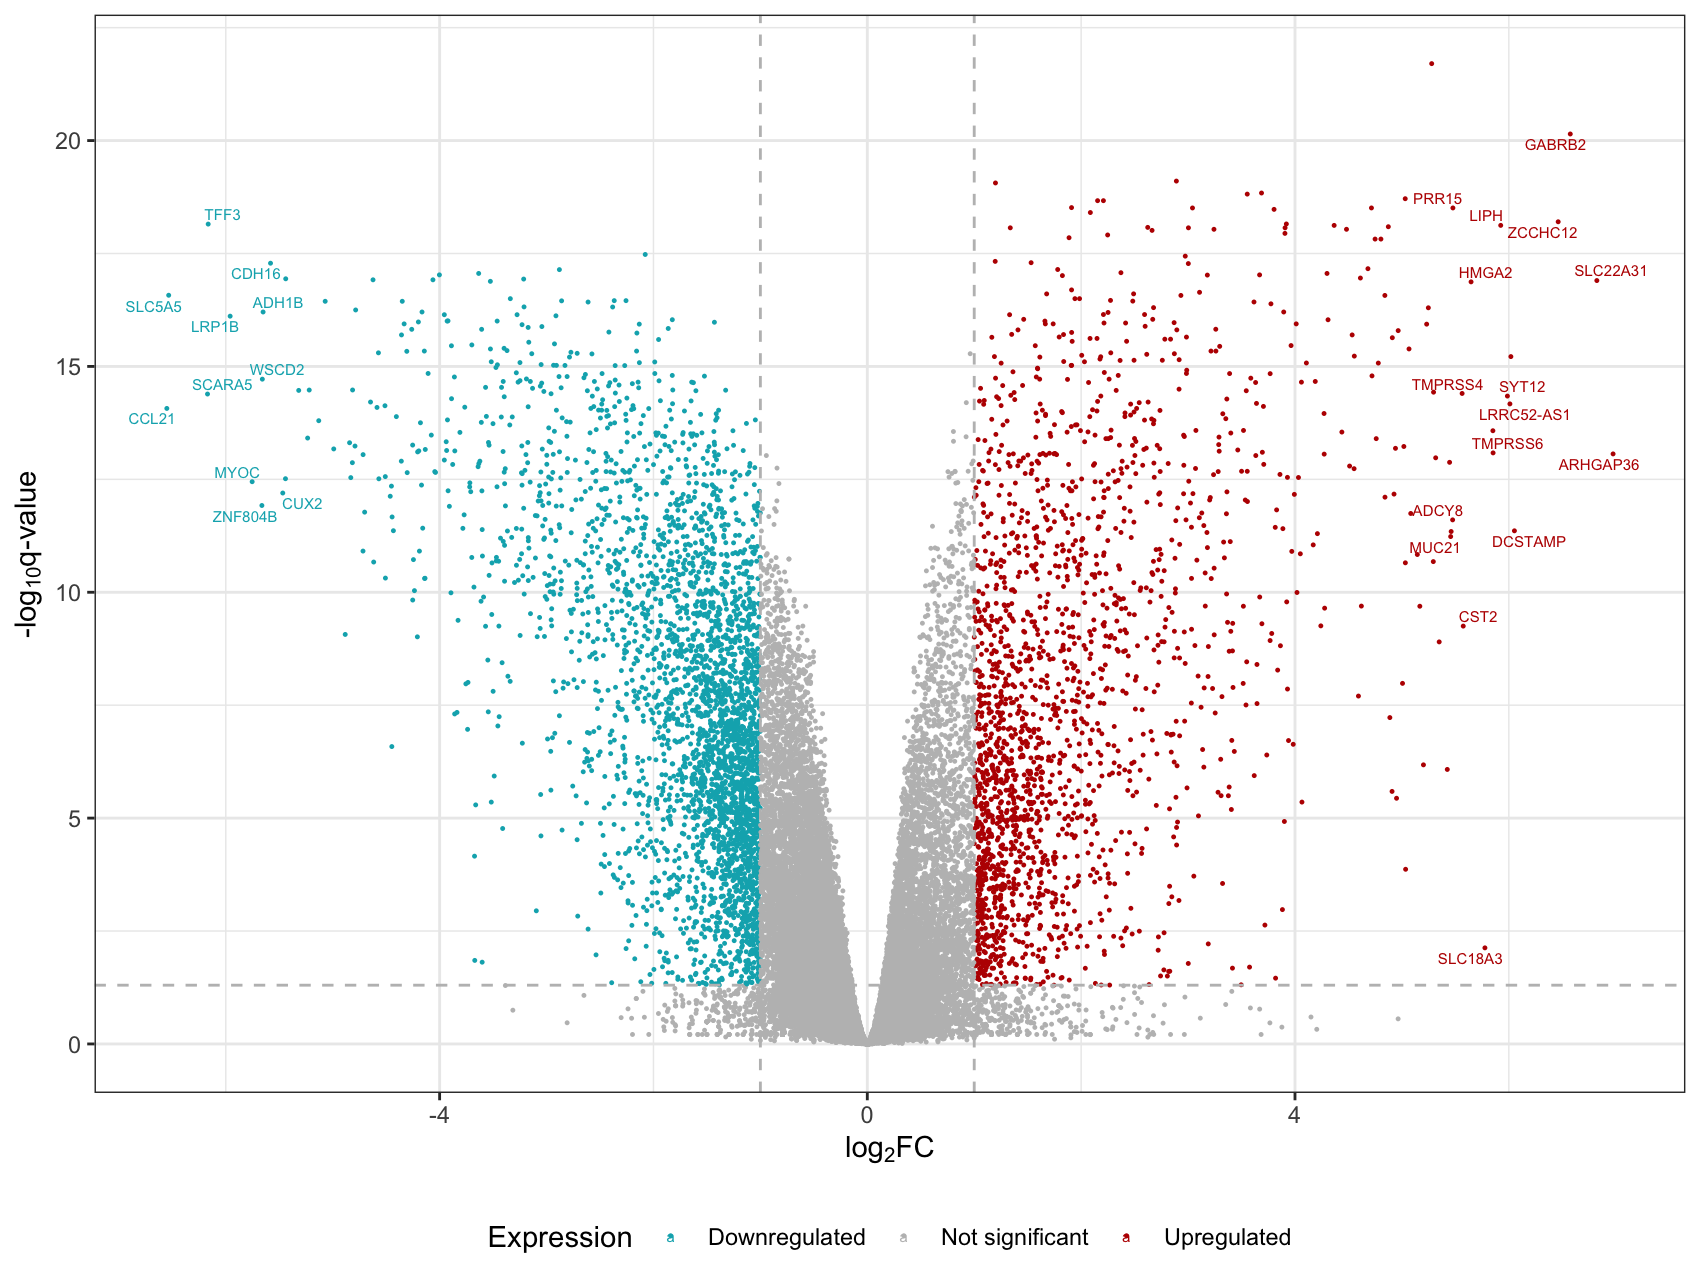 20
15
10
5
0
-log10q-value
GABRB2
PRR15
LIPH
ZCCHC12
TFF3
CDH16
HMGA2
SLC22A31
SLC5A5
ADH1B
LRP1B
WSCD2
SCARA5
TMPRSS4
SYT12
CCL21
LRRC52-AS1
TMPRSS6
ARHGAP36
MYOC
CUX2
ZNF804B
ADCY8
MUC21
DCSTAMP
CST2
SLC18A3
-4
0
4
log2FC
Expression a Downregulated a Not significant a Upregulated